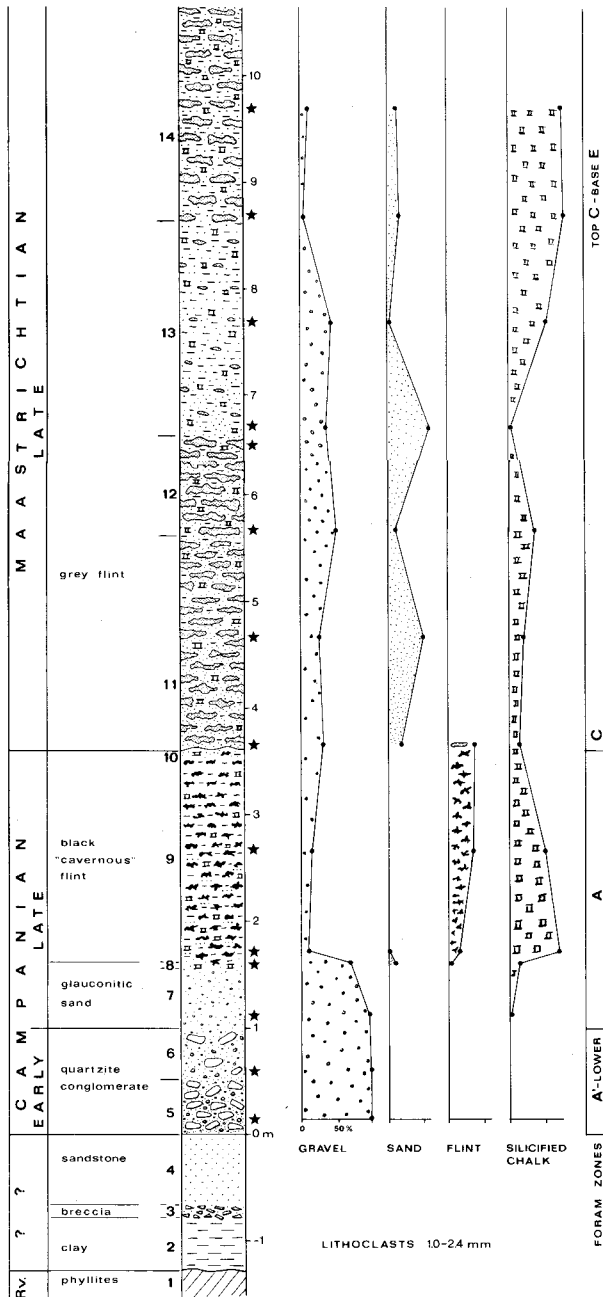 MAASTRICHTIAN
LATE
CAMPANIAN
LATE
EARLY
?
?
Rv.
grey flint
black
"cavernous"
flint
glauconitic
sand
quartzite
conglomerate
sandstone
breccia
clay
phyllites
14
13
12
11
10
9
8
7
6
5
4
3
2
1
10
9
8
7
6
5
4
3
2
1
0 m
-1
0 50%
GRAVEL
SAND
FLINT
SILICIFIED
CHALK
LITHOCLASTS 1.0-2.4 mm
TOP C-BASE E
C
A
A'-LOWER
FORAM ZONES